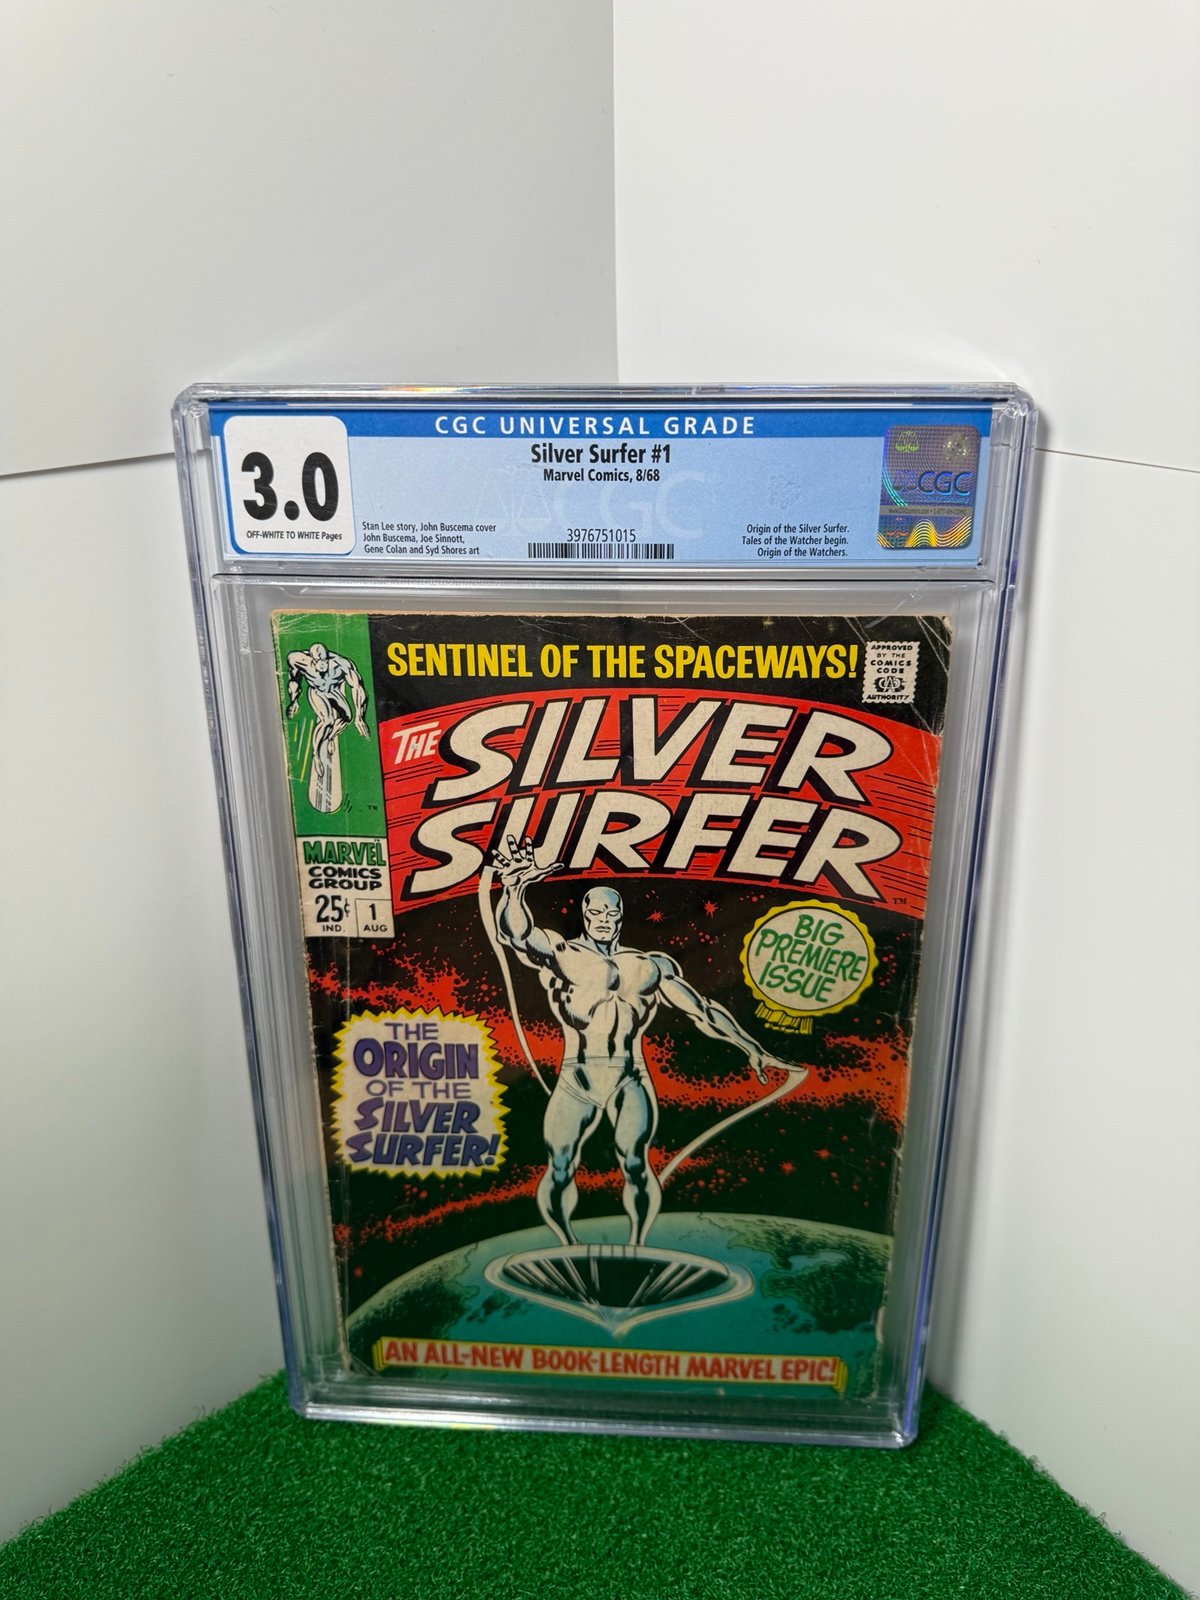 CGC UNIVERSAL GRADE
3.0
OFF-WHITE TO WHITE Pages
Silver Surfer #1
Marvel Comics, 8/68
Stan Lee story, John Buscema cover
John Buscema, Joe Sinnott,
Gene Colan and Syd Shores art
3976751015
Origin of the Silver Surfer.
Tales of the Watcher begin.
Origin of the Watchers.
CGC
CGC
SENTINEL OF THE SPACEWAYS!
APPROVED
BY THE
COMICS
CODE
AUTHORITY
THE SILVER
SURFER
TM
TM
MARVEL
COMICS
GROUP
25¢
IND.
1
AUG
BIG
PREMIERE
ISSUE
THE
ORIGIN
OF THE
SILVER
SURFER!
AN ALL-NEW BOOK-LENGTH MARVEL EPIC!